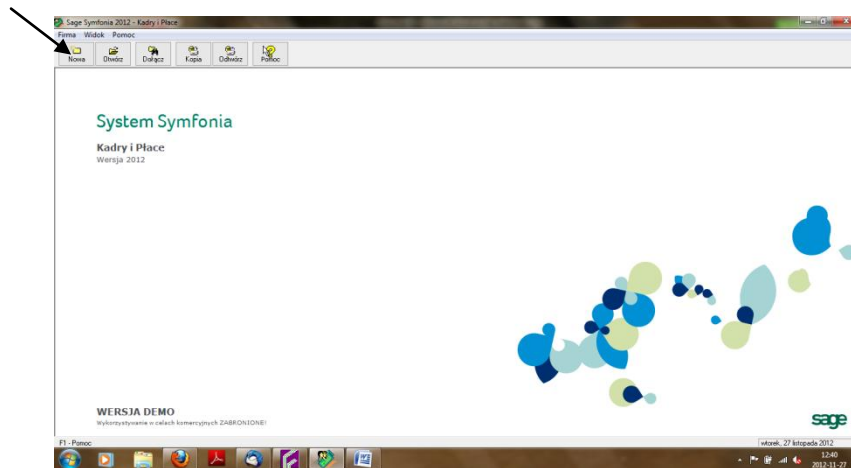 Sage Symfonia 2012 - Kadry i Płace
Firma Widok Pomoc
Nowa Otwórz Dołącz Kopia Odtwórz Pomoc
System Symfonia
Kadry i Płace
Wersja 2012
WERSJA DEMO
Wykorzystywanie w celach komercyjnych ZABRONIONE!
sage
F1 - Pomoc
wtorek, 27 listopada 2012
12:40
2012-11-27